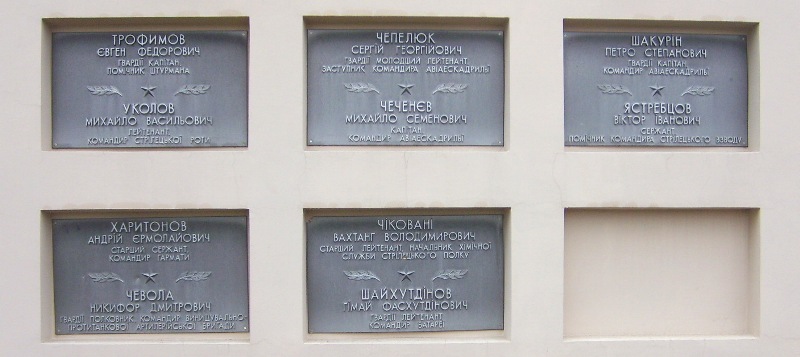 ТРОФИМОВ
ЄВГЕН ФЕДОРОВИЧ
ГВАРДІЇ КАПІТАН,
ПОМІЧНИК ШТУРМАНА
УКОЛОВ
МИХАЙЛО ВАСИЛЬОВИЧ
ЛЕЙТЕНАНТ,
КОМАНДИР СТРІЛЕЦЬКОЇ РОТИ
ЧЕПЕЛЮК
СЕРГІЙ ГЕОРГІЙОВИЧ
ГВАРДІЇ МОЛОДШИЙ ЛЕЙТЕНАНТ,
ЗАСТУПНИК КОМАНДИРА АВІАЕСКАДРИЛЬЇ
ЧЕЧЕНЄВ
МИХАЙЛО СЕМЕНОВИЧ
КАПІТАН,
КОМАНДИР АВІАЕСКАДРИЛЬЇ
ШАКУРІН
ПЕТРО СТЕПАНОВИЧ
ГВАРДІЇ КАПІТАН,
КОМАНДИР АВІАЕСКАДРИЛЬЇ
ЯСТРЕБЦОВ
ВІКТОР ІВАНОВИЧ
СЕРЖАНТ,
ПОМІЧНИК КОМАНДИРА СТРІЛЕЦЬКОГО ВЗВОДУ
ХАРИТОНОВ
АНДРІЙ ЄРМОЛАЙОВИЧ
СТАРШИЙ СЕРЖАНТ,
КОМАНДИР ГАРМАТИ
ЧЕВОЛА
НИКИФОР ДМИТРОВИЧ
ГВАРДІЇ ПОЛКОВНИК, КОМАНДИР ВИНИЩУВАЛЬНО-
ПРОТИТАНКОВОЇ АРТИЛЕРІЙСЬКОЇ БРИГАДИ
ЧІКОВАНІ
ВАХТАНГ ВОЛОДИМИРОВИЧ
СТАРШИЙ ЛЕЙТЕНАНТ, НАЧАЛЬНИК ХІМІЧНОЇ
СЛУЖБИ СТРІЛЕЦЬКОГО ПОЛКУ
ШАЙХУТДІНОВ
ГІМАЙ ФАСХУТДІНОВИЧ
ГВАРДІЇ ЛЕЙТЕНАНТ,
КОМАНДИР БАТАРЕЇ